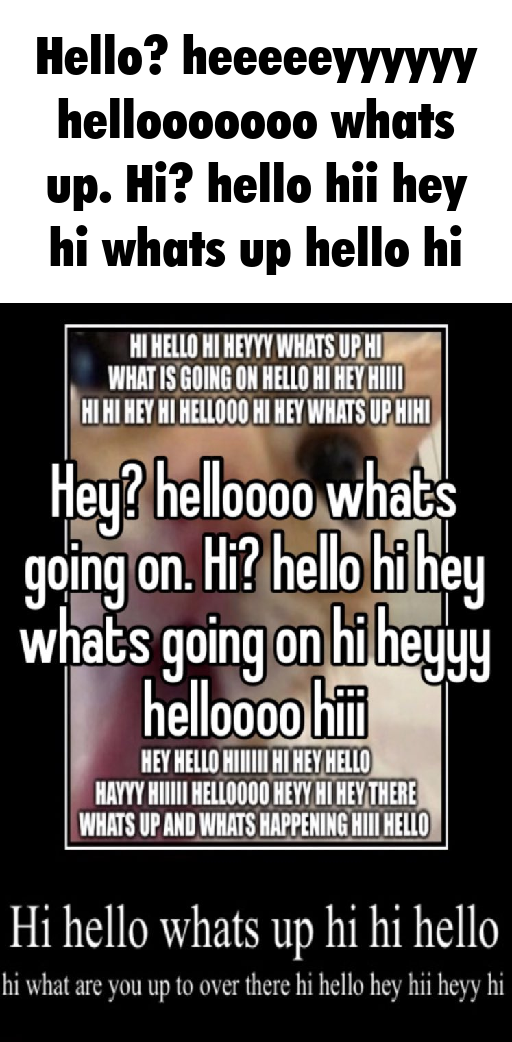 Hello? heeeeeyyyyyy
hellooooooo whats
up. Hi? hello hii hey
hi whats up hello hi
HI HELLO HI HEYYY WHATS UP HI
WHAT IS GOING ON HELLO HI HEY HIIII
HI HI HEY HI HELLOOO HI HEY WHATS UP HIHI
Hey? helloooo whats
going on. Hi? hello hi hey
whats going on hi heyyy
helloooo hiii
HEY HELLO HIIIIII HI HEY HELLO
HAYYY HIIIII HELLOOOO HEYY HI HEY THERE
WHATS UP AND WHATS HAPPENING HIII HELLO
Hi hello whats up hi hi hello
hi what are you up to over there hi hello hey hii heyy hi